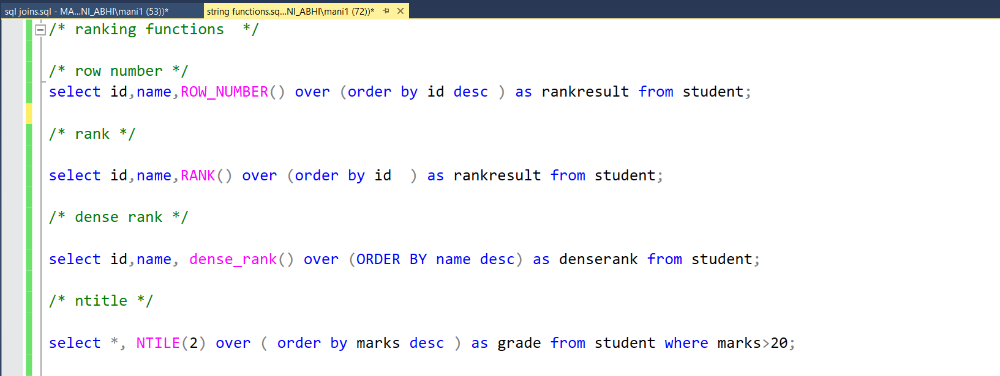 sql joins.sql - MA...NI_ABHI\mani1 (53))*
string functions.sq...NI_ABHI\mani1 (72))*
/* ranking functions  */
/* row number */
select id,name,ROW_NUMBER() over (order by id desc ) as rankresult from student;
/* rank */
select id,name,RANK() over (order by id  ) as rankresult from student;
/* dense rank */
select id,name, dense_rank() over (ORDER BY name desc) as denserank from student;
/* ntitle */
select *, NTILE(2) over ( order by marks desc ) as grade from student where marks>20;